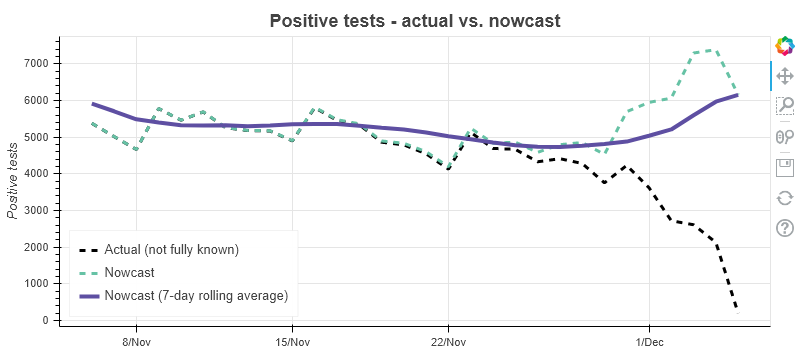 Positive tests - actual vs. nowcast
Positive tests
7000
6000
5000
4000
3000
2000
1000
0
Actual (not fully known)
Nowcast
Nowcast (7-day rolling average)
8/Nov
15/Nov
22/Nov
1/Dec